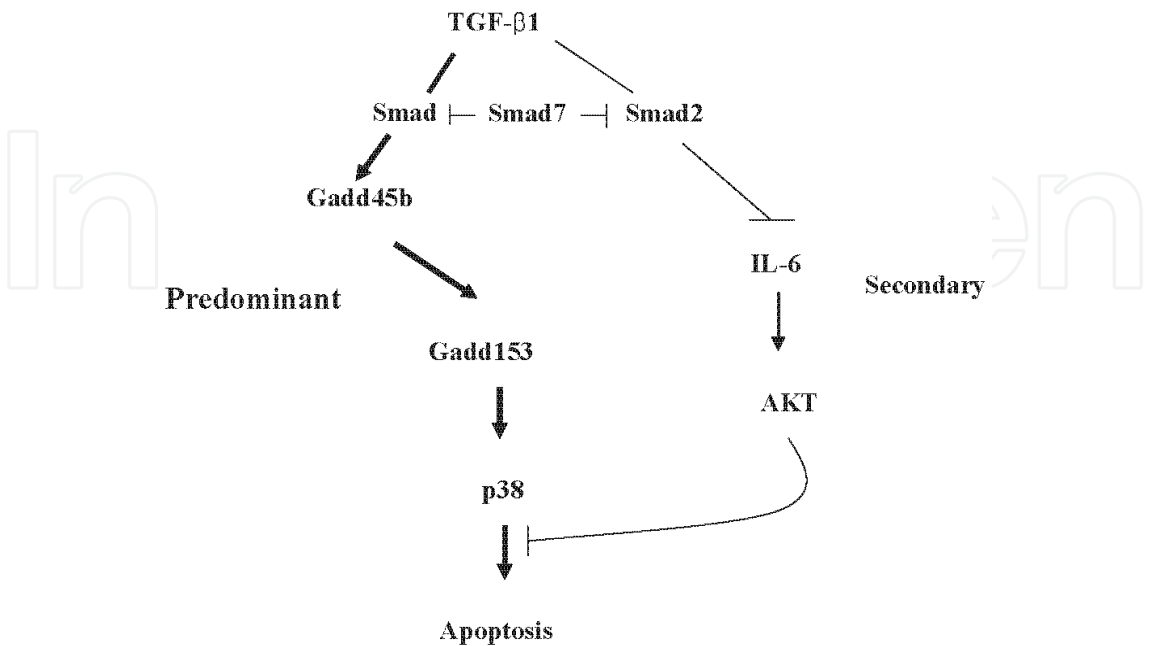 TGF-β1
Smad Smad7 Smad2
Gadd45b
IL-6
Secondary
Predominant
Gadd153
AKT
p38
Apoptosis